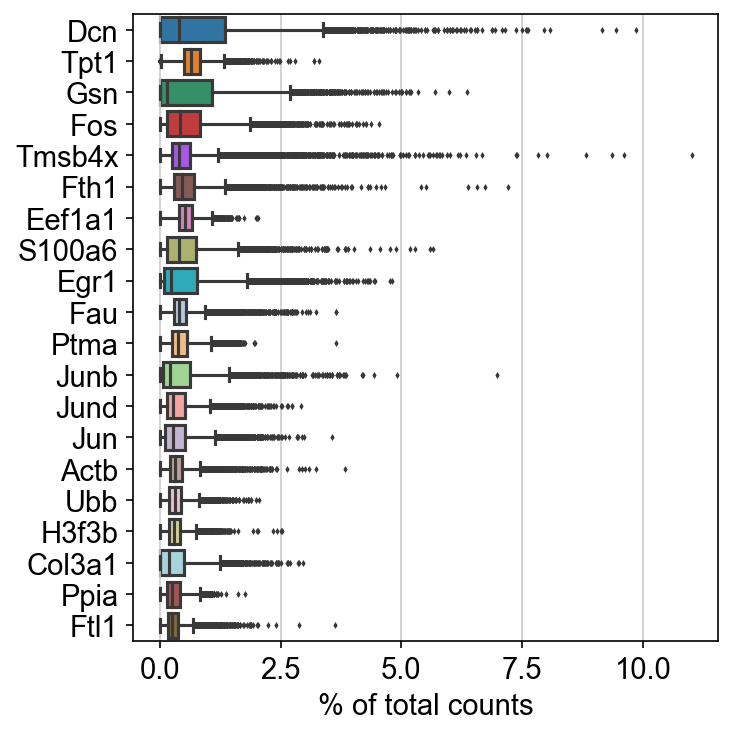 Dcn
Tpt1
Gsn
Fos
Tmsb4x
Fth1
Eef1a1
S100a6
Egr1
Fau
Ptma
Junb
Jund
Jun
Actb
Ubb
H3f3b
Col3a1
Ppia
Ftl1
0.0 2.5 5.0 7.5 10.0
% of total counts